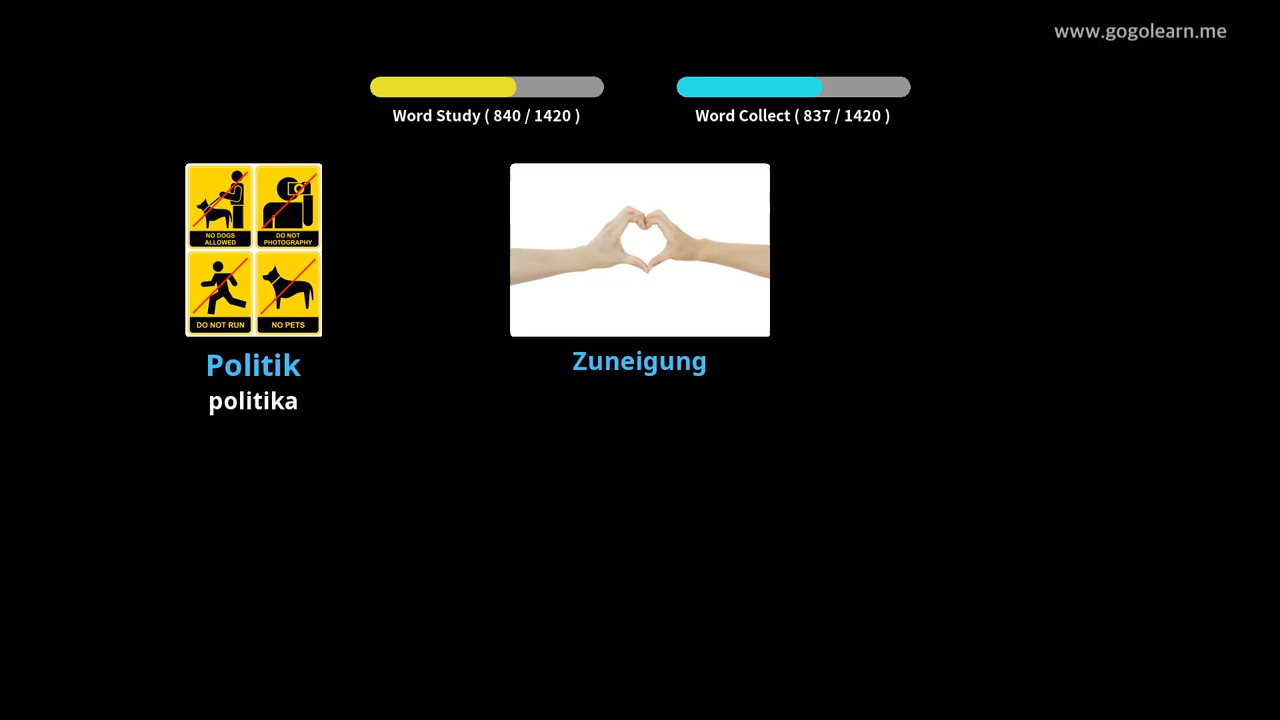 www.gogolearn.me
Word Study ( 840 / 1420 )
Word Collect ( 837 / 1420 )
NO DOGS
ALLOWED
DO NOT
PHOTOGRAPHY
DO NOT RUN
NO PETS
Politik
politika
Zuneigung